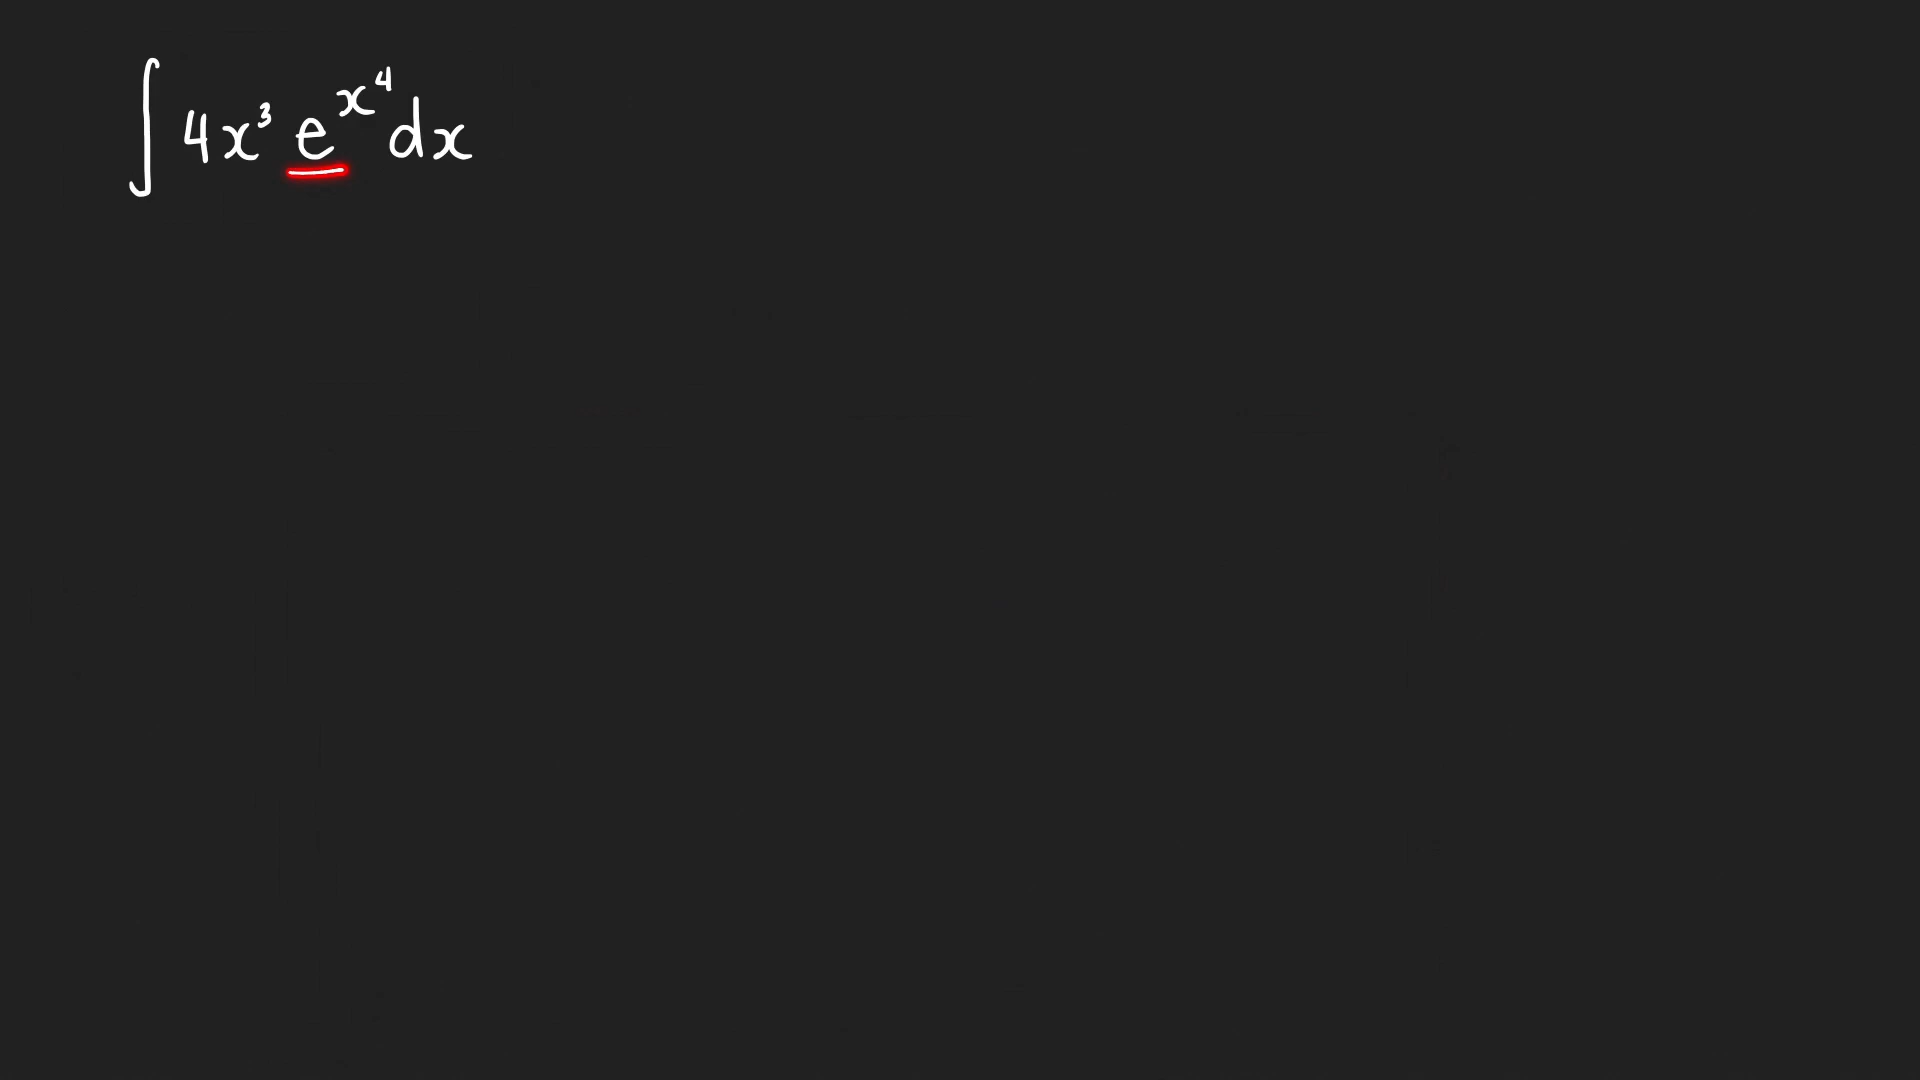 ∫ 4x³ e^{x⁴} dx